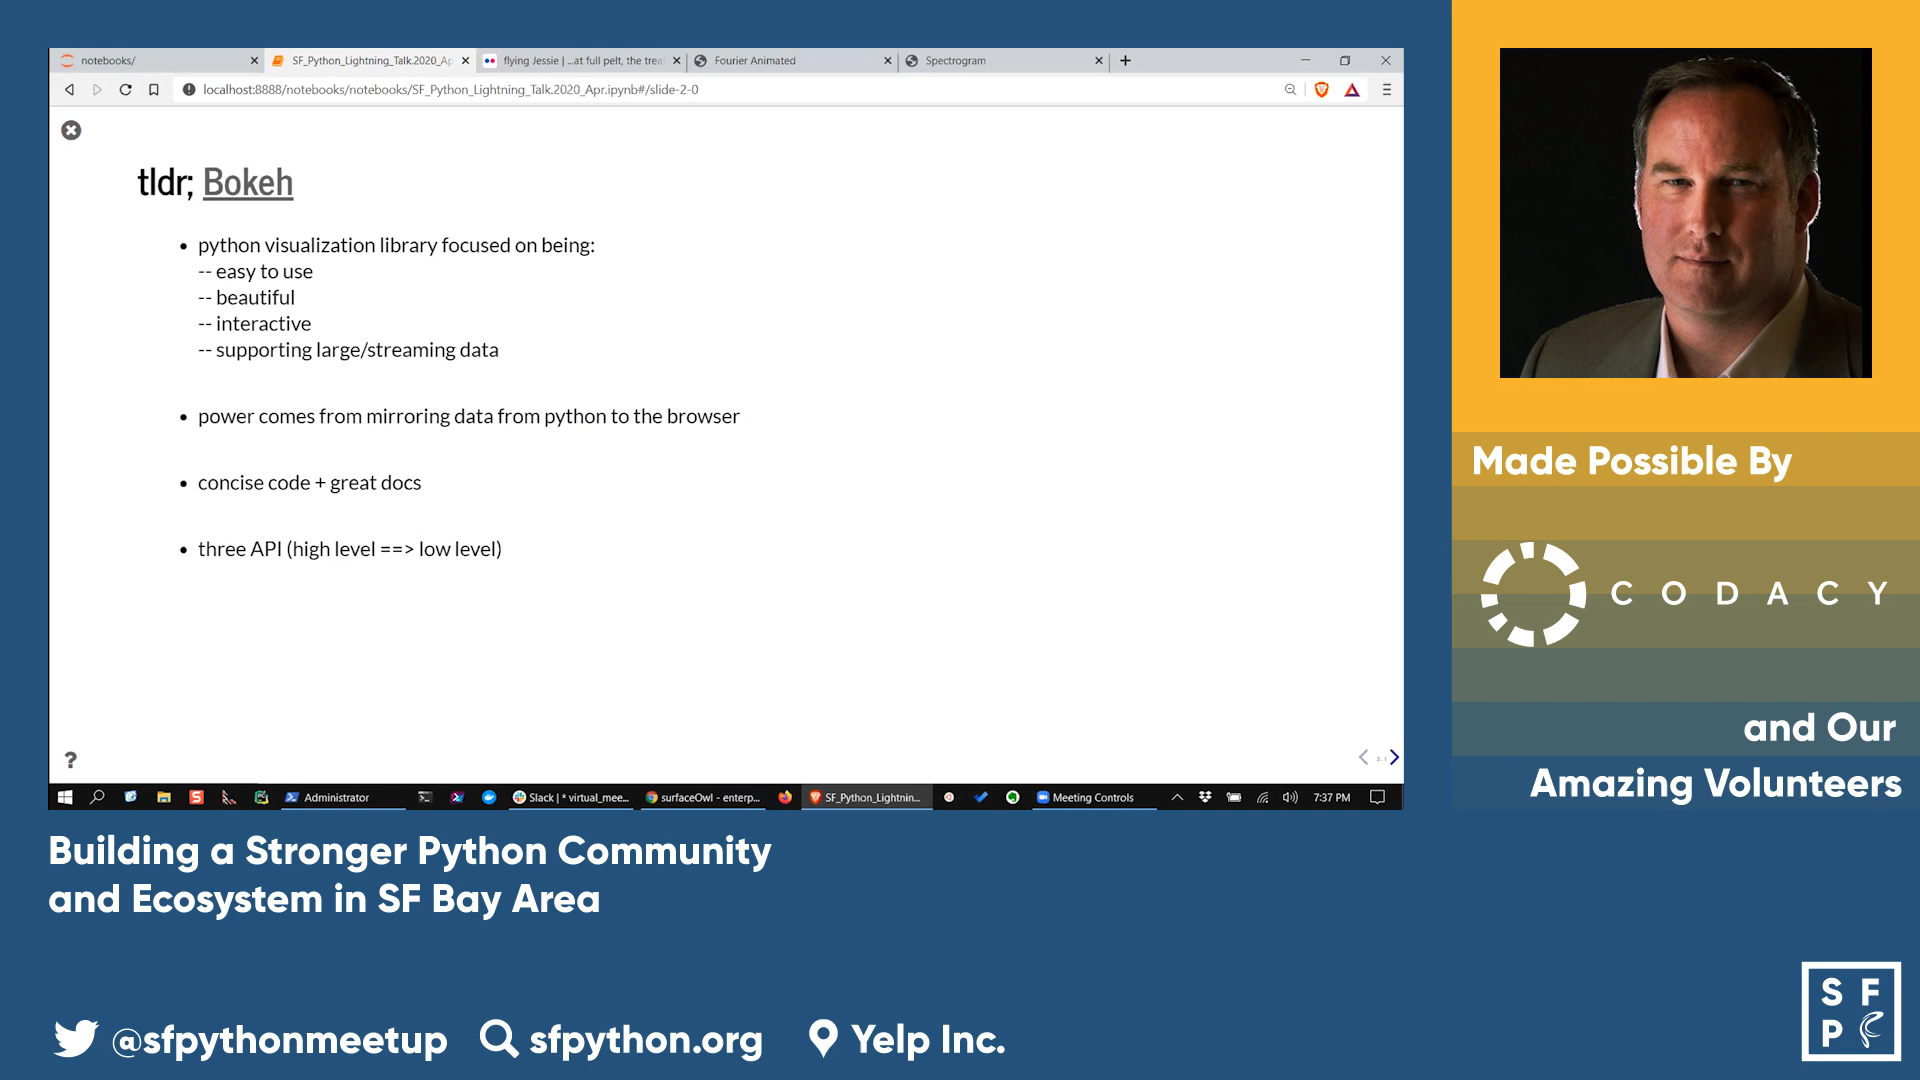 notebooks/
SF_Python_Lightning_Talk.2020_Ap
flying Jessie | ...at full pelt, the trea
Fourier Animated
Spectrogram
localhost:8888/notebooks/notebooks/SF_Python_Lightning_Talk.2020_Apr.ipynb#/slide-2-0
tldr; Bokeh
• python visualization library focused on being:
-- easy to use
-- beautiful
-- interactive
-- supporting large/streaming data
• power comes from mirroring data from python to the browser
• concise code + great docs
• three API (high level ==> low level)
?
Administrator
Slack | * virtual_mee...
surfaceOwl - enterp...
SF_Python_Lightnin...
Meeting Controls
7:37 PM
Made Possible By
CODACY
and Our
Amazing Volunteers
Building a Stronger Python Community
and Ecosystem in SF Bay Area
@sfpythonmeetup
sfpython.org
Yelp Inc.
S F
P